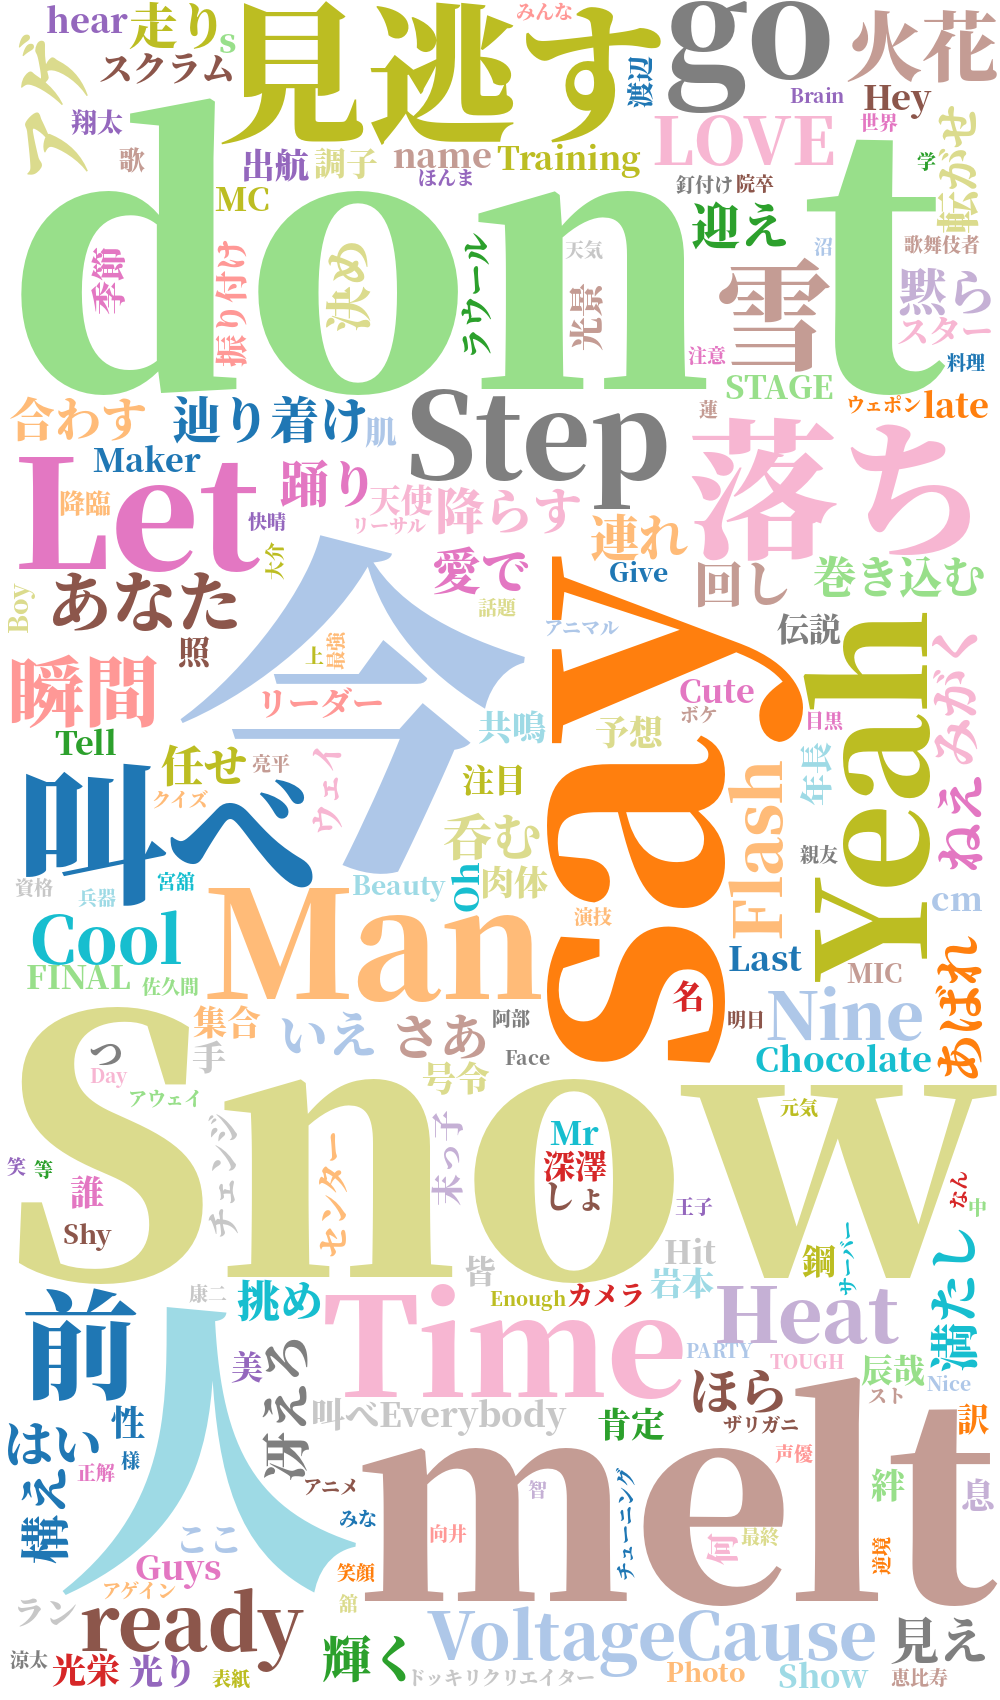 hear
走り
s
スクラム
アゲ
アゲ
見逃す
みんな
渡辺
go
火花
Brain
Hey
世界
翔太
歌
出航
調子
name
ほんま
Training
LOVE
学
転がせ
MC
釘付け
院卒
迎え
沼
歌舞伎者
don
t
季節
振り付け
決め
ラウール
天気
光景
雪
黙ら
スター
注意
料理
STAGE
蓮
ウェポン
late
合わす
辿り着け
肌
Step
落ち
Maker
Let
降臨
快晴
踊り
天使
リーサル
降らす
連れ
大介
愛で
Give
回し
巻き込む
Boy
あなた
照
今
話題
アニマル
伝説
上
最強
瞬間
リーダー
共鳴
予想
say
Cute
ボケ
目黒
Yeah
みがく
Tell
任せ
亮平
クイズ
ウェイ
注目
年長
ねえ
叫べ
呑む
Flash
親友
資格
兵器
宮舘
Beauty
Oh
肉体
cm
Cool
Man
演技
Last
MIC
FINAL
佐久間
名
明日
Nine
あばれ
集合
いえ
さあ
阿部
つ
手
Face
Chocolate
Day
アウェイ
号令
Snow
元気
チェンジ
センター
末っ子
Mr
深澤
しょ
笑
等
誰
王子
なん
中
Shy
皆
Hit
鋼
サーバー
満たし
康二
挑め
Enough
カメラ
岩本
前
人
Time
Heat
美
冴えろ
PARTY
TOUGH
辰哉
Nice
スト
ほら
叫べ
Everybody
肯定
ザリガニ
訳
はい
性
正解
様
声優
構え
アニメ
智
チューニング
melt
絆
息
みな
向井
何
最終
逆境
ここ
Guys
笑顔
アゲイン
舘
ラン
ready
VoltageCause
見え
涼太
光栄
光り
表紙
輝く
ドッキリクリエイター
Photo
Show
恵比寿